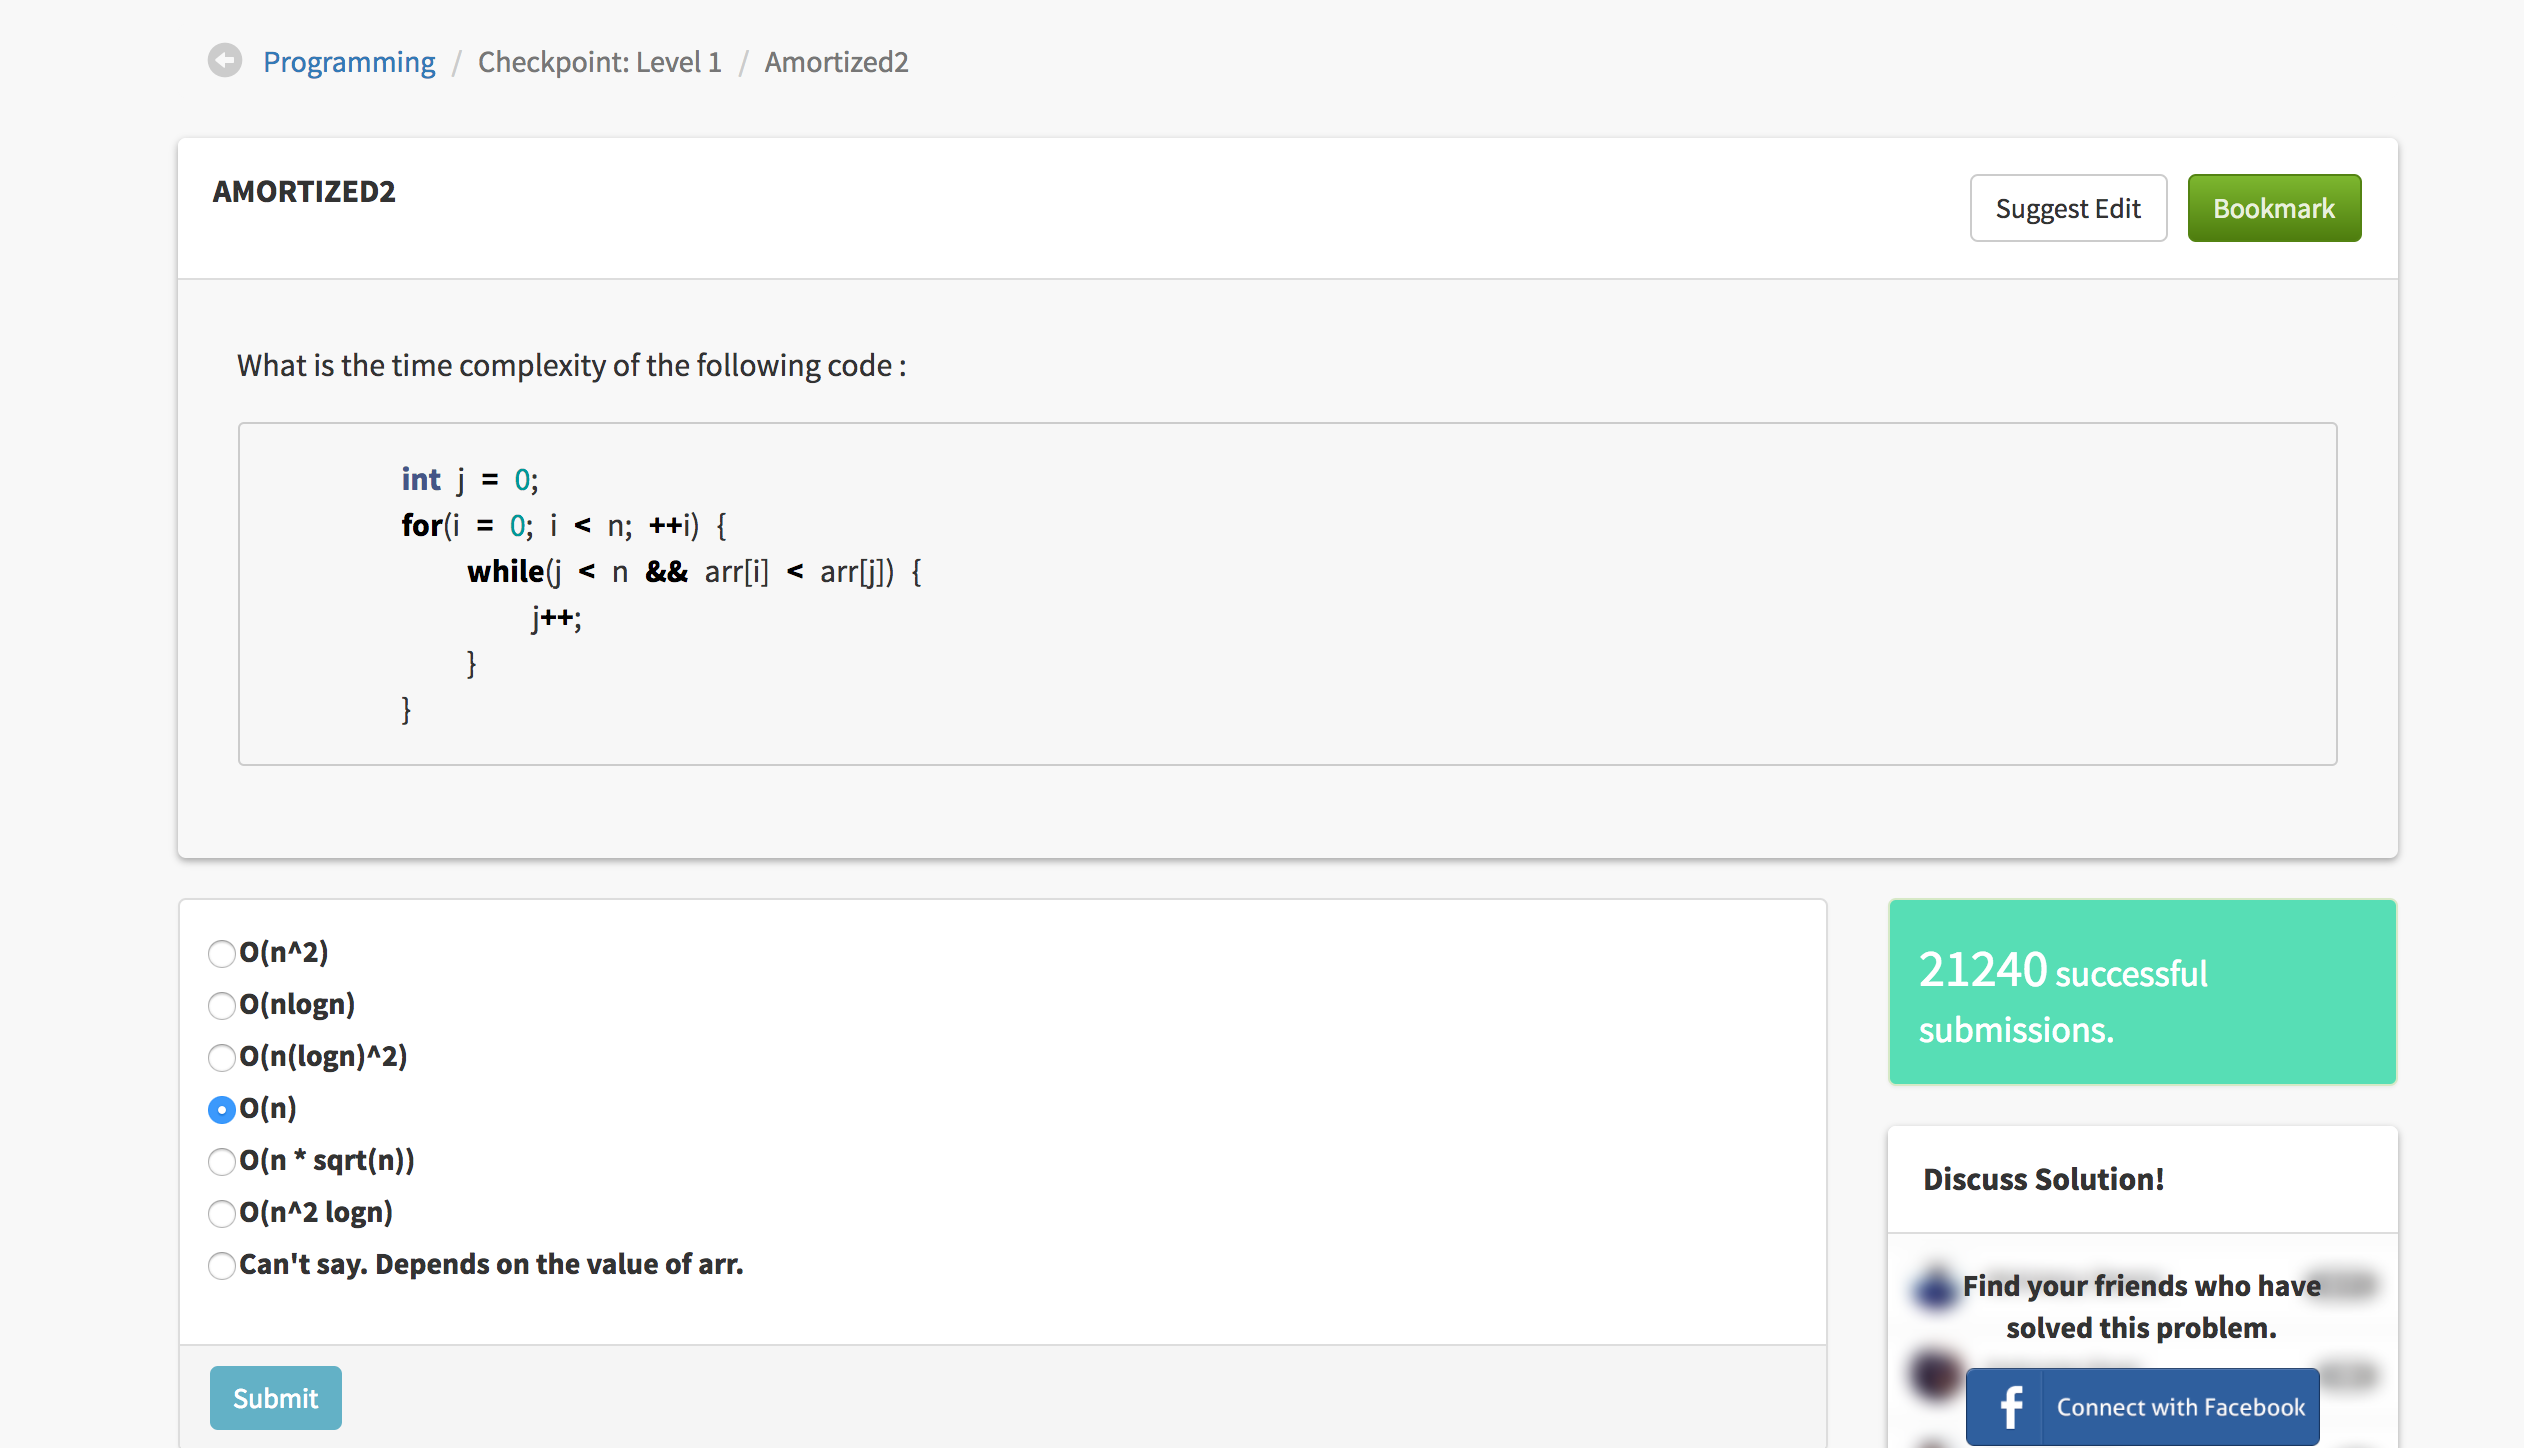 Programming / Checkpoint: Level 1 / Amortized2
AMORTIZED2
Suggest Edit
Bookmark
What is the time complexity of the following code :
int j = 0;
for(i = 0; i < n; ++i) {
while(j < n && arr[i] < arr[j]) {
j++;
}
}
O(n^2)
O(nlogn)
O(n(logn)^2)
O(n)
O(n * sqrt(n))
O(n^2 logn)
Can't say. Depends on the value of arr.
Submit
21240 successful
submissions.
Discuss Solution!
Find your friends who have
solved this problem.
f Connect with Facebook